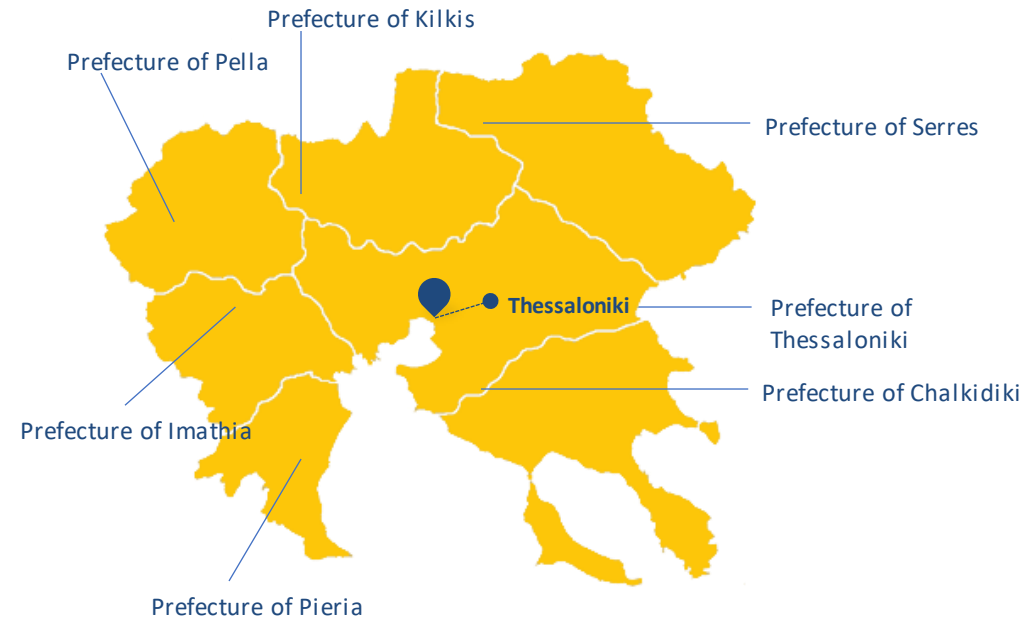 Prefecture of Kilkis
Prefecture of Pella
Prefecture of Serres
Thessaloniki
Prefecture of
Thessaloniki
Prefecture of Chalkidiki
Prefecture of Imathia
Prefecture of Pieria